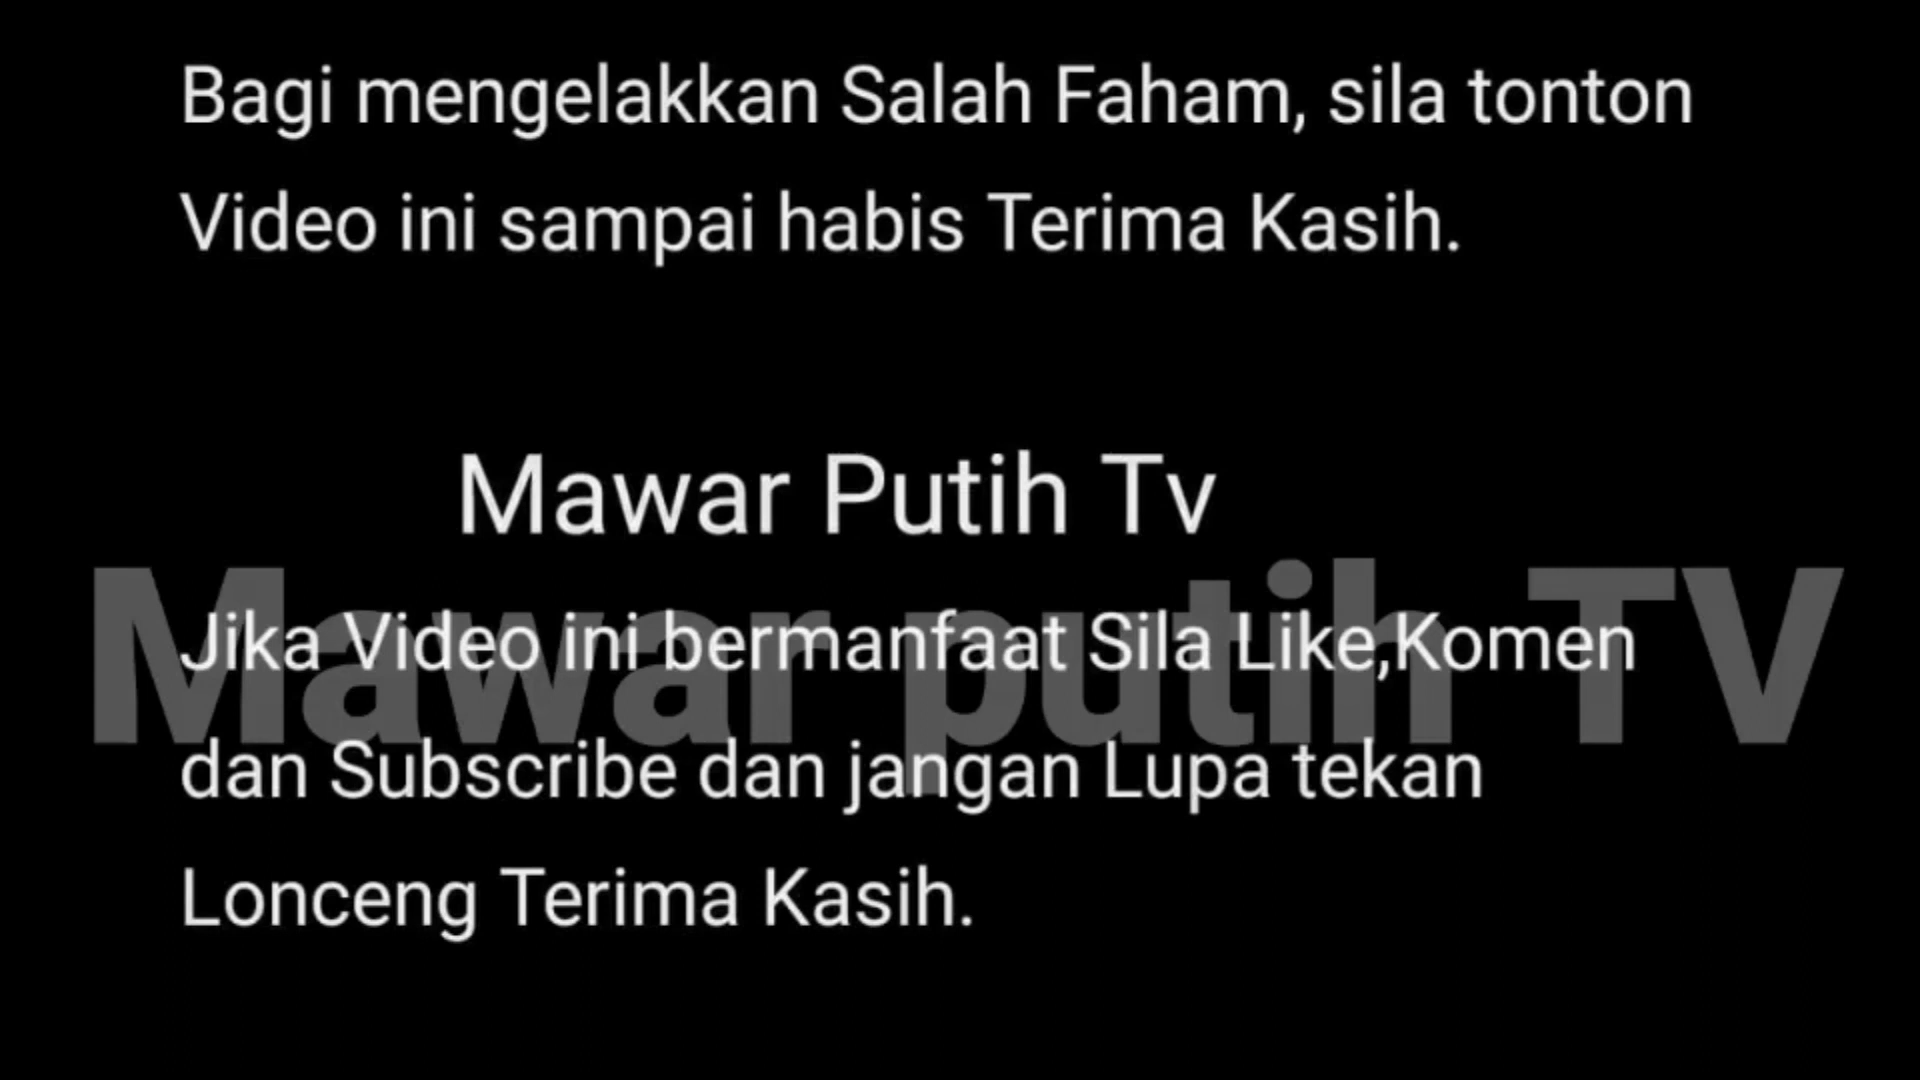 Bagi mengelakkan Salah Faham, sila tonton
Video ini sampai habis Terima Kasih.
Mawar Putih Tv
Mawar putih TV
Jika Video ini bermanfaat Sila Like,Komen
dan Subscribe dan jangan Lupa tekan
Lonceng Terima Kasih.